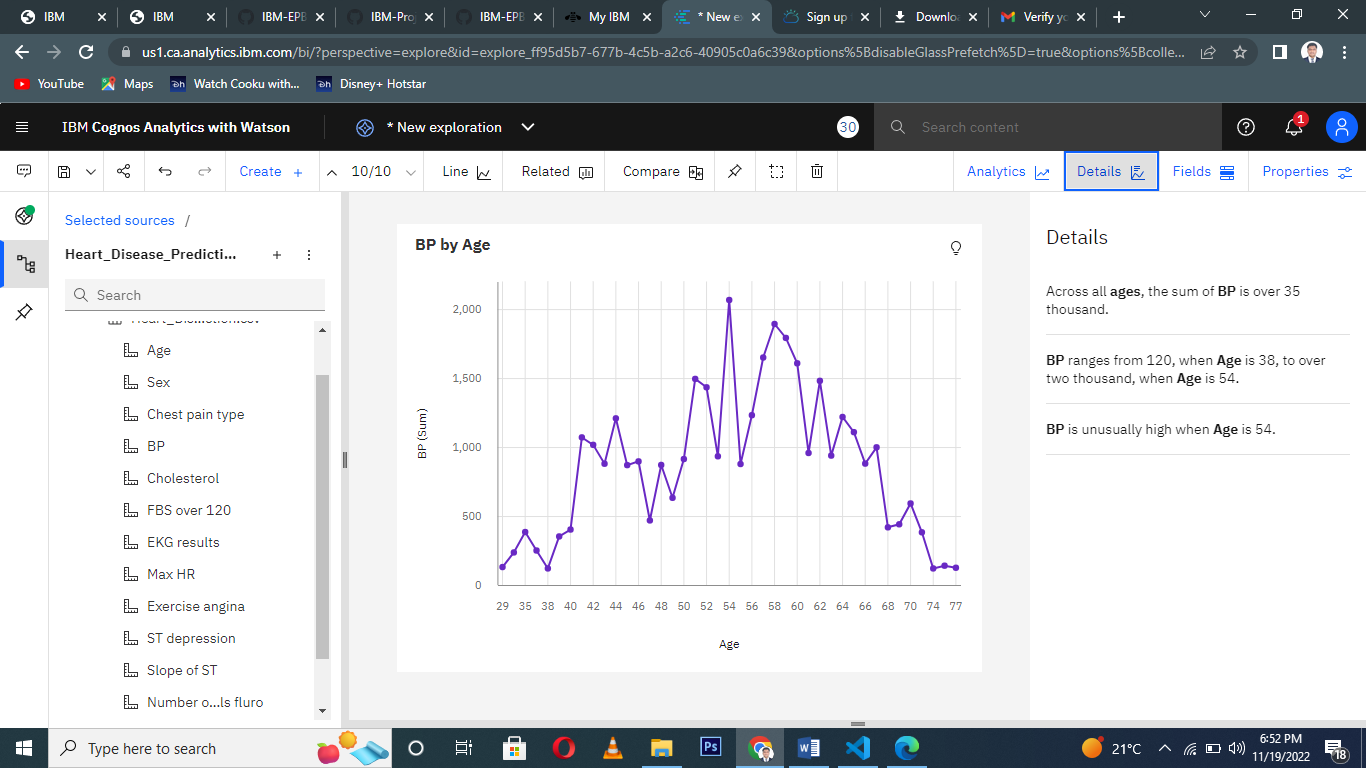 IBM
IBM
IBM-EPB
IBM-Pro
IBM-EPB
My IBM
* New ex
Sign up
Downlo
Verify yo
us1.ca.analytics.ibm.com/bi/?perspective=explore&id=explore_ff95d5b7-677b-4c5b-a2c6-40905c0a6c39&options%5BdisableGlassPrefetch%5D=true&options%5Bcolle...
YouTube
Maps
Watch Cooku with...
Disney+ Hotstar
IBM Cognos Analytics with Watson
* New exploration
30
Search content
1
Create +
10/10
Line
Related
Compare
Analytics
Details
Fields
Properties
Selected sources /
Heart_Disease_Predicti...
Search
Age
Sex
Chest pain type
BP
Cholesterol
FBS over 120
EKG results
Max HR
Exercise angina
ST depression
Slope of ST
Number o...ls fluro
BP by Age
BP (Sum)
2,000
1,500
1,000
500
0
29 35 38 40 42 44 46 48 50 52 54 56 58 60 62 64 66 68 70 74 77
Age
Details
Across all ages, the sum of BP is over 35
thousand.
BP ranges from 120, when Age is 38, to over
two thousand, when Age is 54.
BP is unusually high when Age is 54.
Type here to search
Ps
21°C
6:52 PM
11/19/2022
18